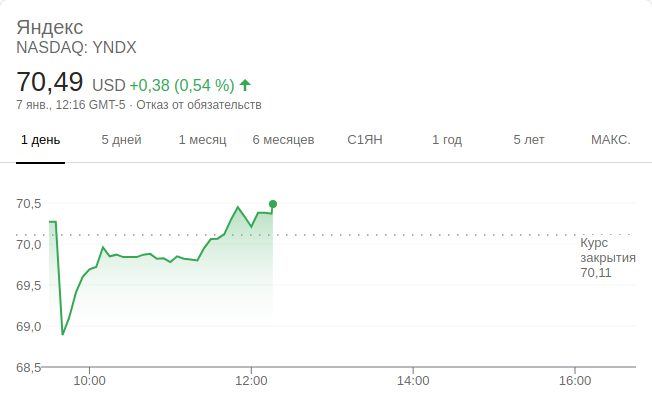 Яндекс
NASDAQ: YNDX
70,49 USD +0,38 (0,54 %)
7 янв., 12:16 GMT-5 · Отказ от обязательств
1 день 5 дней 1 месяц 6 месяцев С1ЯН 1 год 5 лет МАКС.
70,5
70,0
Курс
закрытия
70,11
69,5
69,0
68,5
10:00 12:00 14:00 16:00